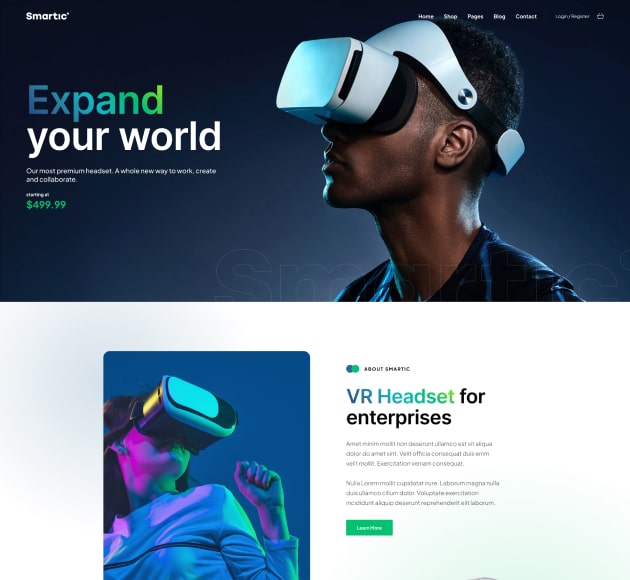 Smartic
Home Shop Pages Blog Contact Login / Register
Expand
your world
Our most premium headset. A whole new way to work, create
and collaborate.
starting at
$499.99
Smartic
ABOUT SMARTIC
VR Headset for
enterprises
Amet minim mollit non deserunt ullamco est sit aliqua
dolor do amet sint. Velit officia consequat duis enim
velit mollit. Exercitation veniam consequat.
Nulla Lorem mollit cupidatat irure. Laborum magna nulla
duis ullamco cillum dolor. Voluptate exercitation
incididunt aliquip deserunt reprehenderit elit laborum.
Learn More